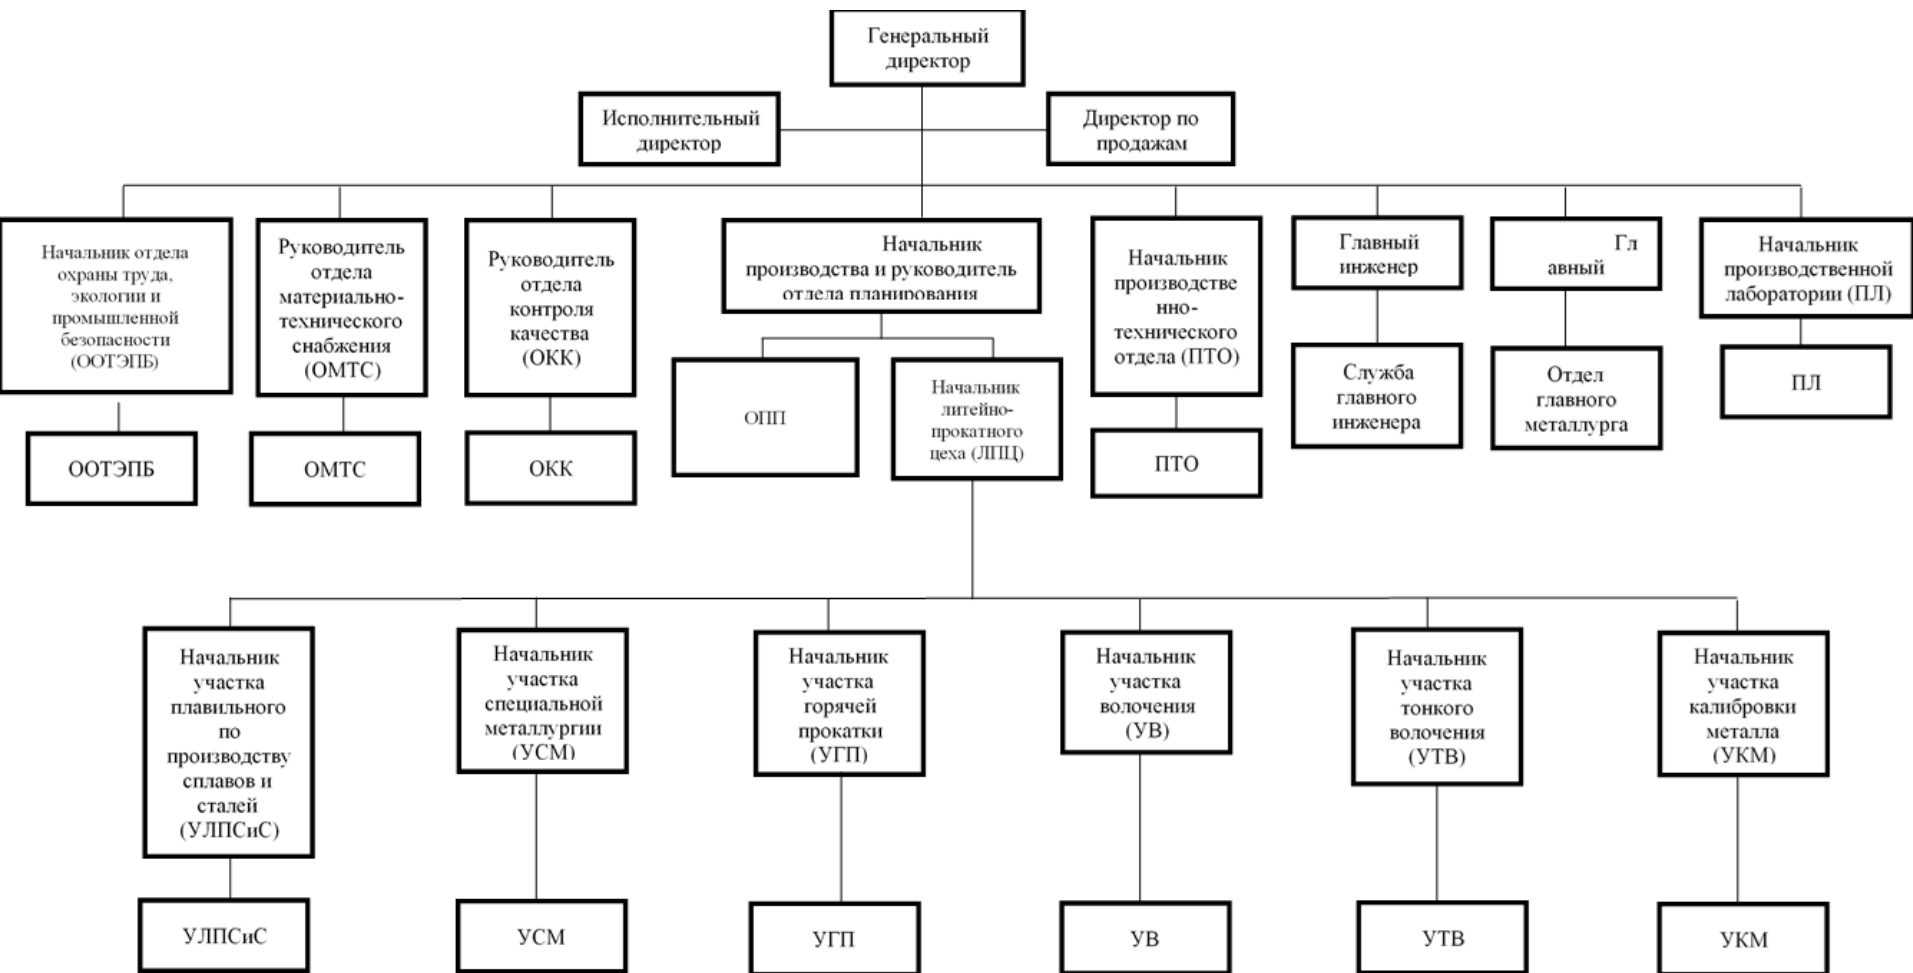 Генеральный
директор
Исполнительный
директор
Директор по
продажам
Начальник отдела
охраны труда,
экологии и
промышленной
безопасности
(ООТЭПБ)
Руководитель
отдела
материально-
технического
снабжения
(ОМТС)
Руководитель
отдела
контроля
качества
(ОКК)
Начальник
производства и руководитель
отдела планирования
Начальник
производстве
нно-
технического
отдела (ПТО)
Главный
инженер
Гл
авный
Начальник
производственной
лаборатории (ПЛ)
ООТЭПБ
ОМТС
ОКК
ОПП
Начальник
литейно-
прокатного
цеха (ЛПЦ)
ПТО
Служба
главного
инженера
Отдел
главного
металлурга
ПЛ
Начальник
участка
плавильного
по
производству
сплавов и
сталей
(УЛПСиС)
Начальник
участка
специальной
металлургии
(УСМ)
Начальник
участка
горячей
прокатки
(УГП)
Начальник
участка
волочения
(УВ)
Начальник
участка
тонкого
волочения
(УТВ)
Начальник
участка
калибровки
металла
(УКМ)
УЛПСиС
УСМ
УГП
УВ
УТВ
УКМ